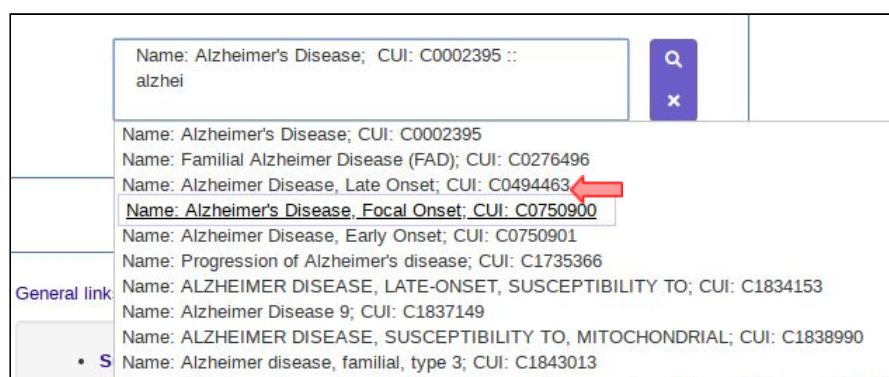 Name: Alzheimer's Disease;  CUI: C0002395 ::
alzhei
Name: Alzheimer's Disease; CUI: C0002395
Name: Familial Alzheimer Disease (FAD); CUI: C0276496
Name: Alzheimer Disease, Late Onset; CUI: C0494463
Name: Alzheimer's Disease, Focal Onset; CUI: C0750900
Name: Alzheimer Disease, Early Onset; CUI: C0750901
Name: Progression of Alzheimer's disease; CUI: C1735366
Name: ALZHEIMER DISEASE, LATE-ONSET, SUSCEPTIBILITY TO; CUI: C1834153
General link
Name: Alzheimer Disease 9; CUI: C1837149
Name: ALZHEIMER DISEASE, SUSCEPTIBILITY TO, MITOCHONDRIAL; CUI: C1838990
• S
Name: Alzheimer disease, familial, type 3; CUI: C1843013